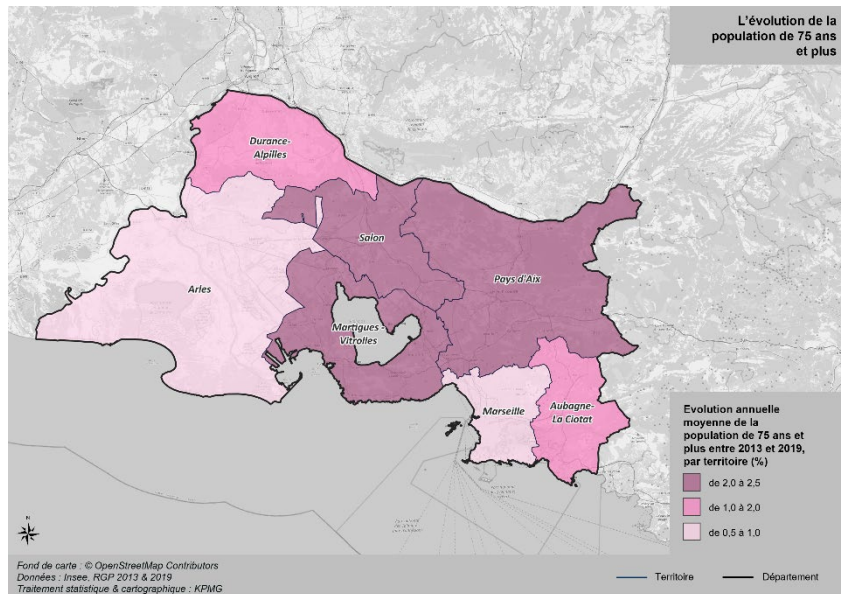 L'évolution de la
population de 75 ans
et plus
Durance-
Alpilles
Salon
Pays d'Aix
Arles
Martigues -
Vitrolles
Marseille
Aubagne-
La Ciotat
Evolution annuelle
moyenne de la
population de 75 ans et
plus entre 2013 et 2019,
par territoire (%)
de 2,0 à 2,5
de 1,0 à 2,0
de 0,5 à 1,0
N
Fond de carte : © OpenStreetMap Contributors
Données : Insee, RGP 2013 & 2019
Traitement statistique & cartographique : KPMG
Territoire
Département